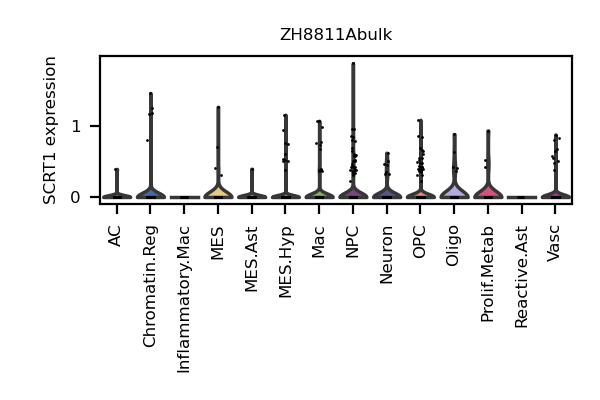 ZH8811Abulk
SCRT1 expression
1
0
AC
Chromatin.Reg
Inflammatory.Mac
MES
MES.Ast
MES.Hyp
Mac
NPC
Neuron
OPC
Oligo
Prolif.Metab
Reactive.Ast
Vasc